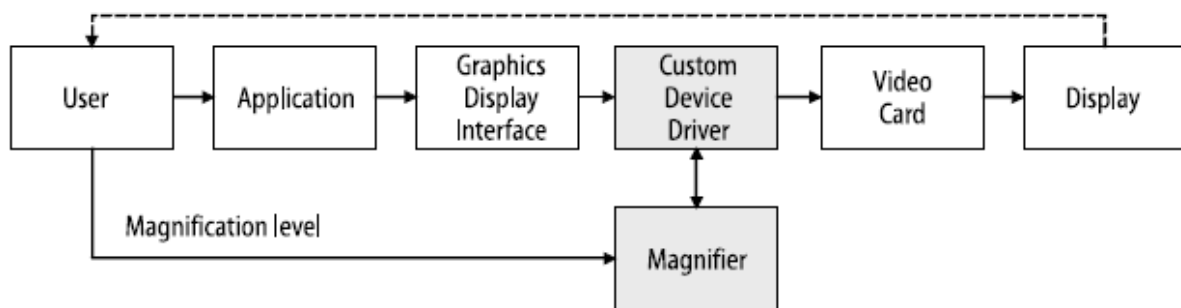 User
Application
Graphics
Display
Interface
Custom
Device
Driver
Video
Card
Display
Magnification level
Magnifier